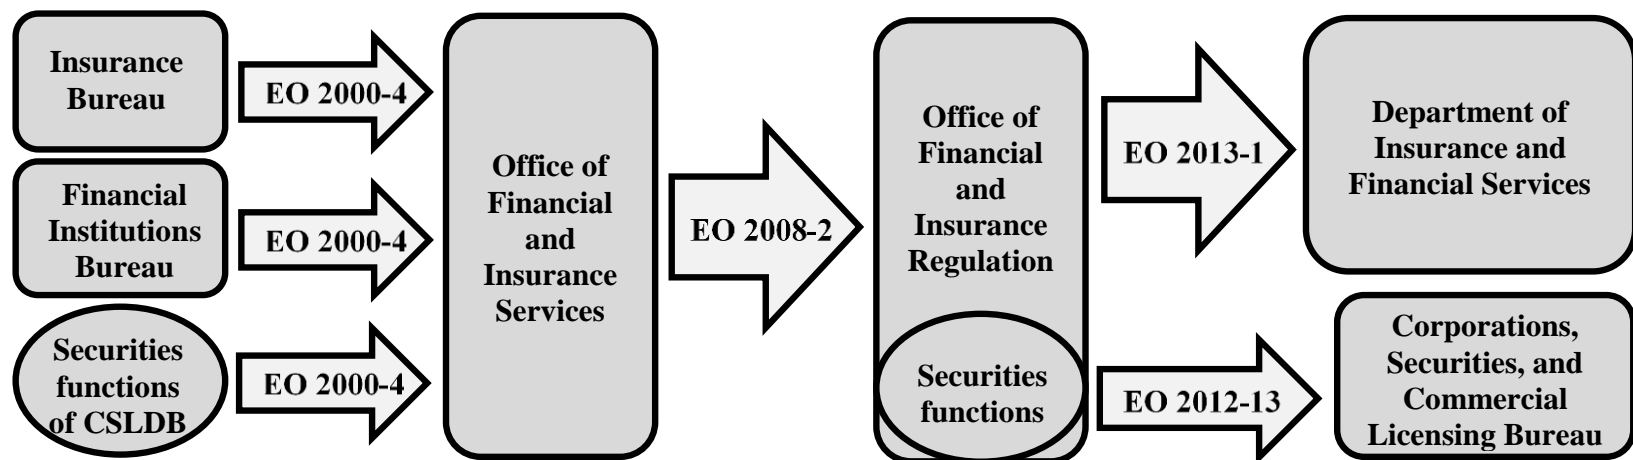 Insurance
Bureau
EO 2000-4
Financial
Institutions
Bureau
EO 2000-4
Securities
functions
of CSLDB
EO 2000-4
Office of
Financial
and
Insurance
Services
EO 2008-2
Office of
Financial
and
Insurance
Regulation
Securities
functions
EO 2013-1
Department of
Insurance and
Financial Services
EO 2012-13
Corporations,
Securities, and
Commercial
Licensing Bureau